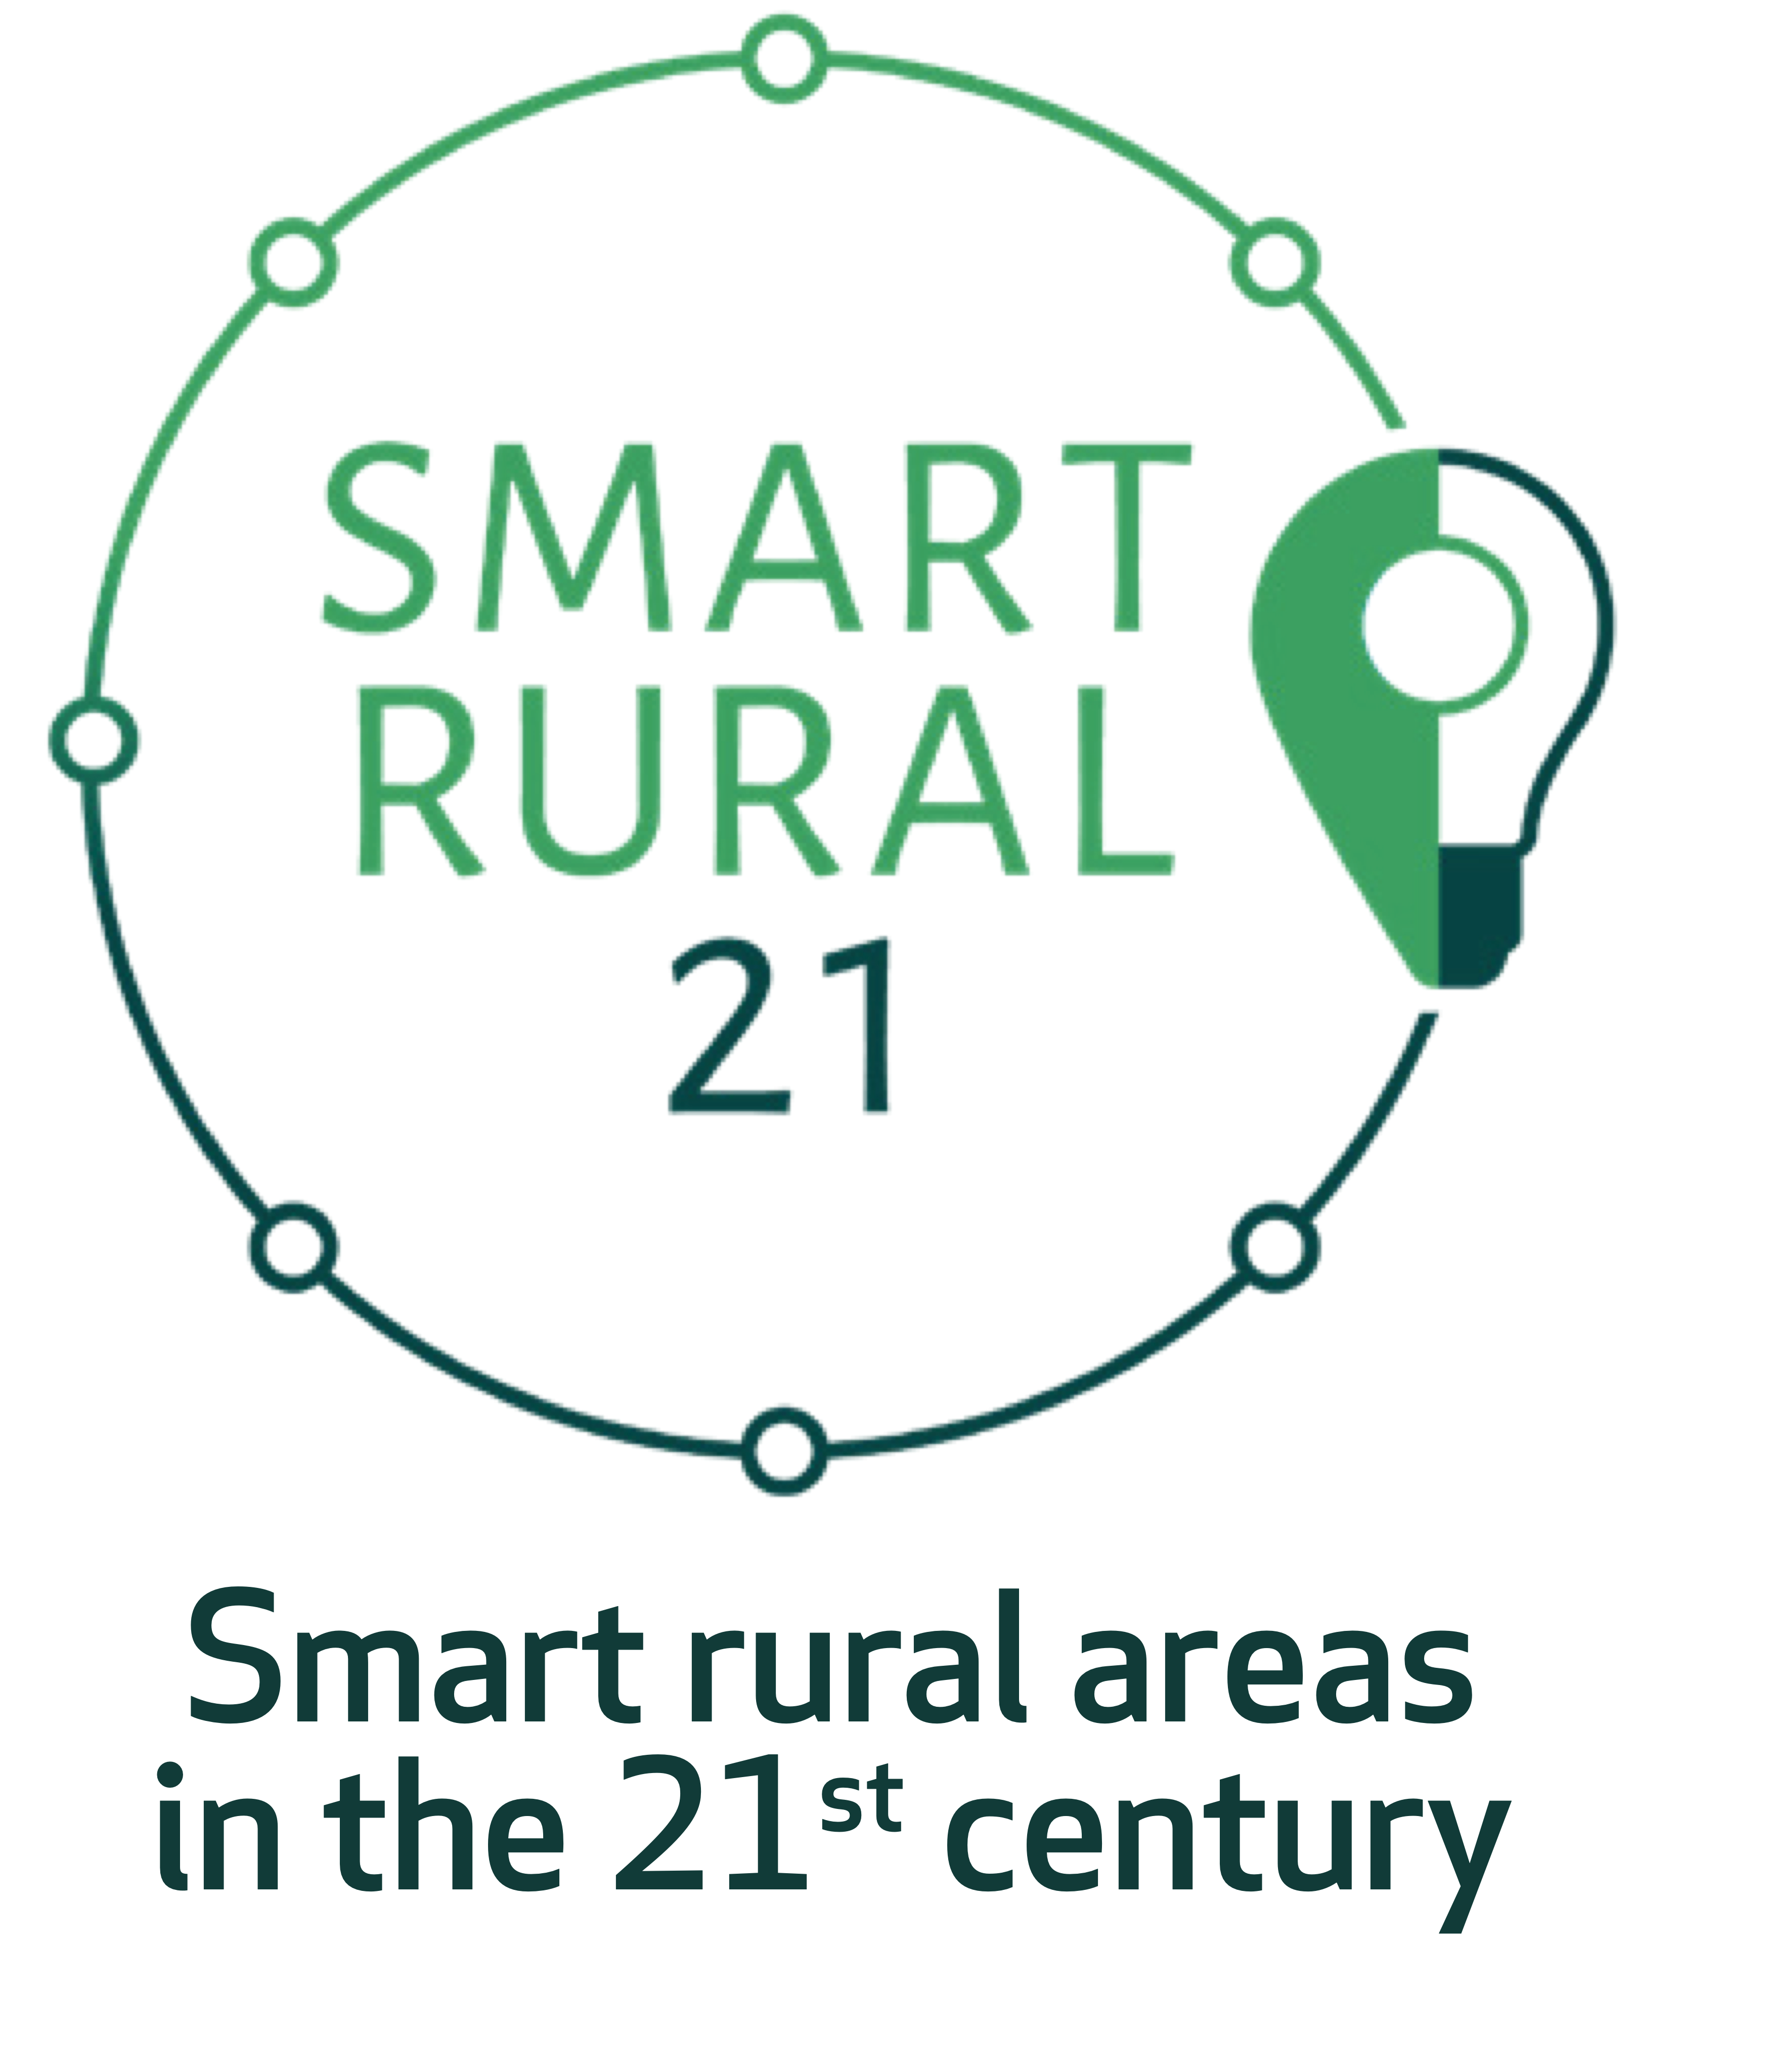 SMART
RURAL
21
Smart rural areas
in the 21st century